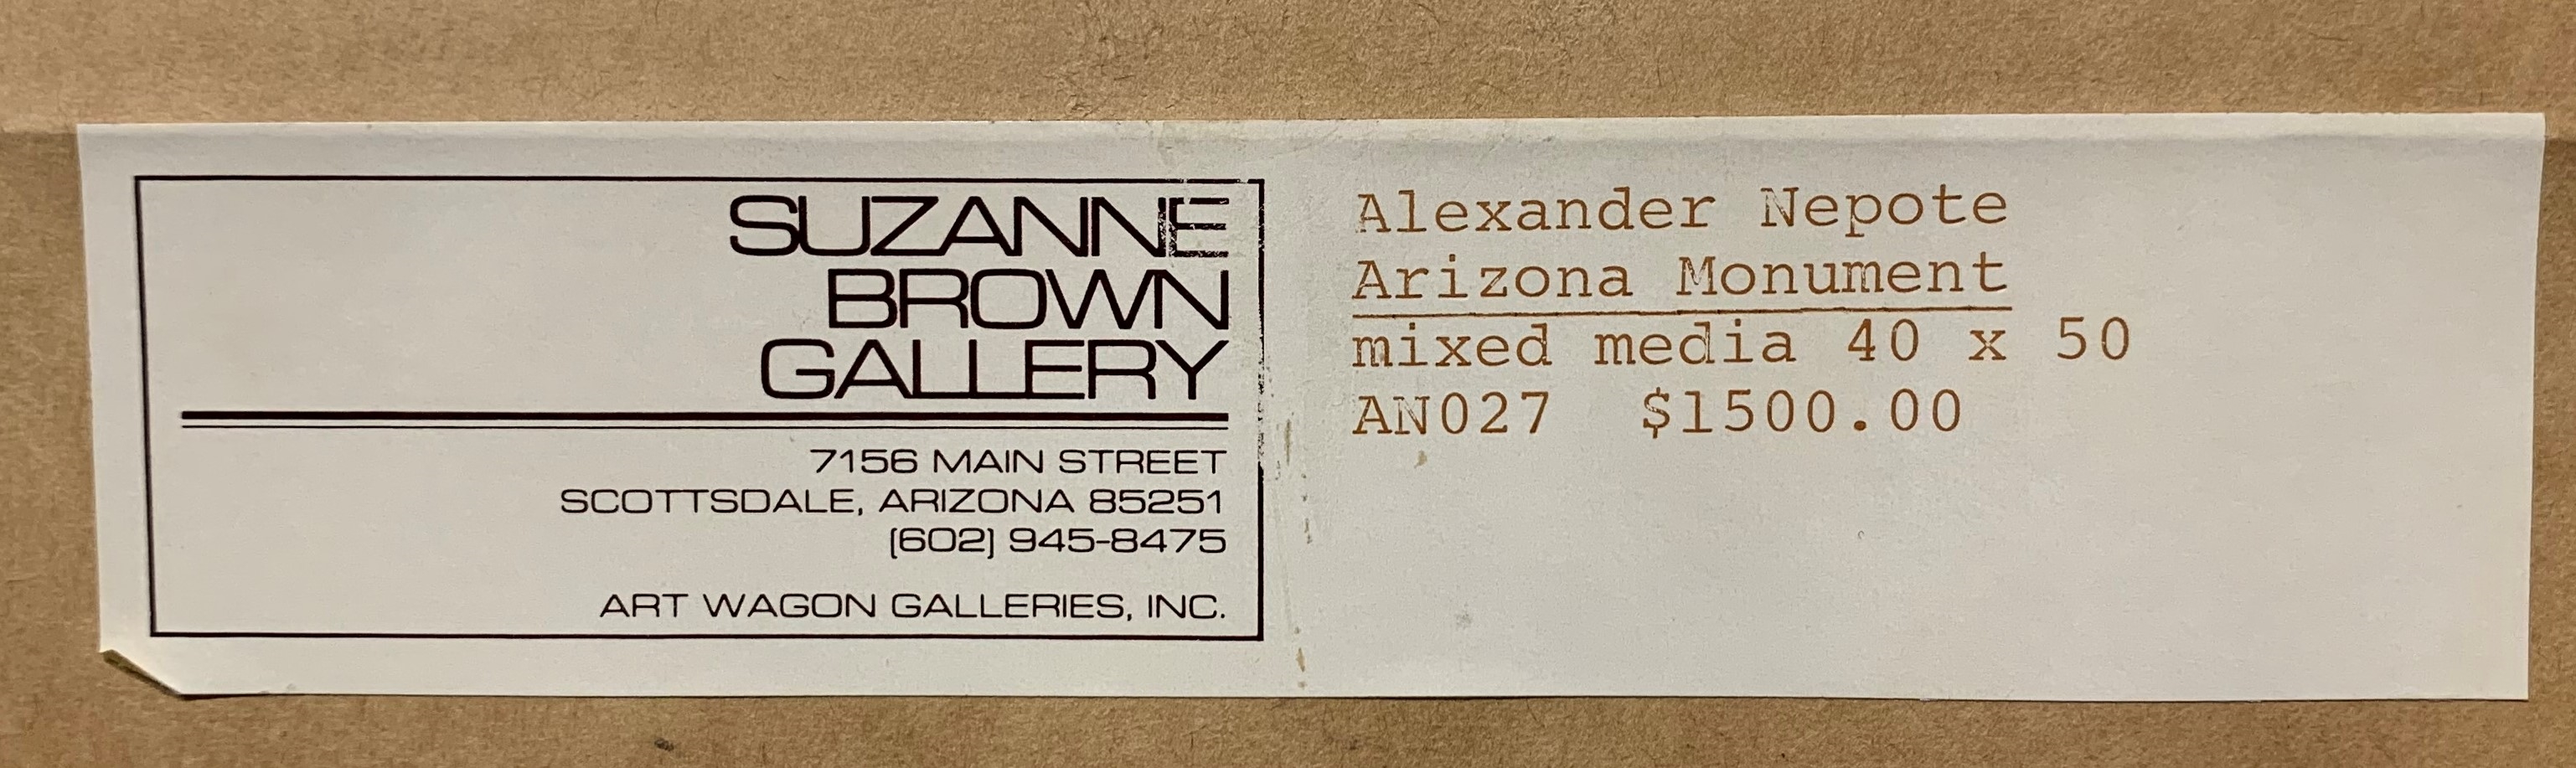 SUZANNE
BROWN
GALLERY
7156 MAIN STREET
SCOTTSDALE, ARIZONA 85251
(602) 945-8475
ART WAGON GALLERIES, INC.
Alexander Nepote
Arizona Monument
mixed media 40 x 50
AN027 $1500.00